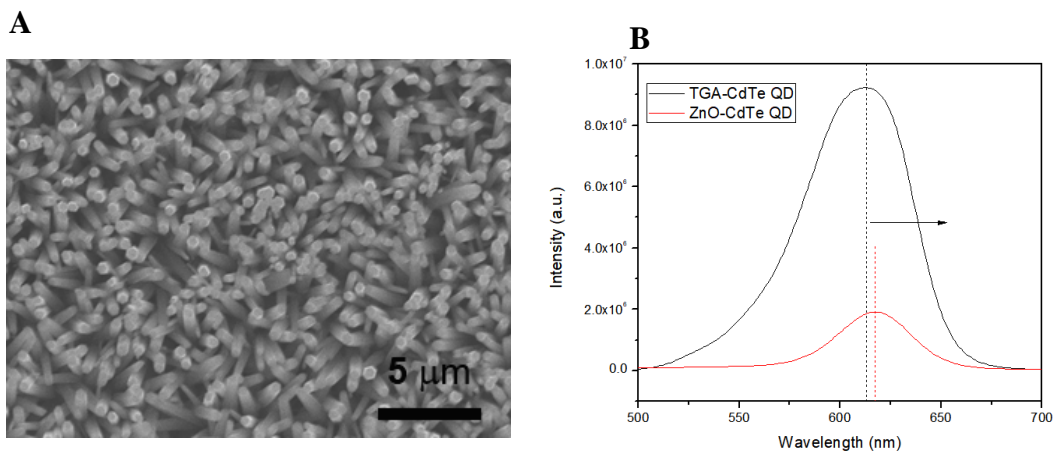 A
5 μm
B
1.0x10⁷
8.0x10⁶
6.0x10⁶
4.0x10⁶
2.0x10⁶
0.0
Intensity (a.u.)
TGA-CdTe QD
ZnO-CdTe QD
500 550 600 650 700
Wavelength (nm)